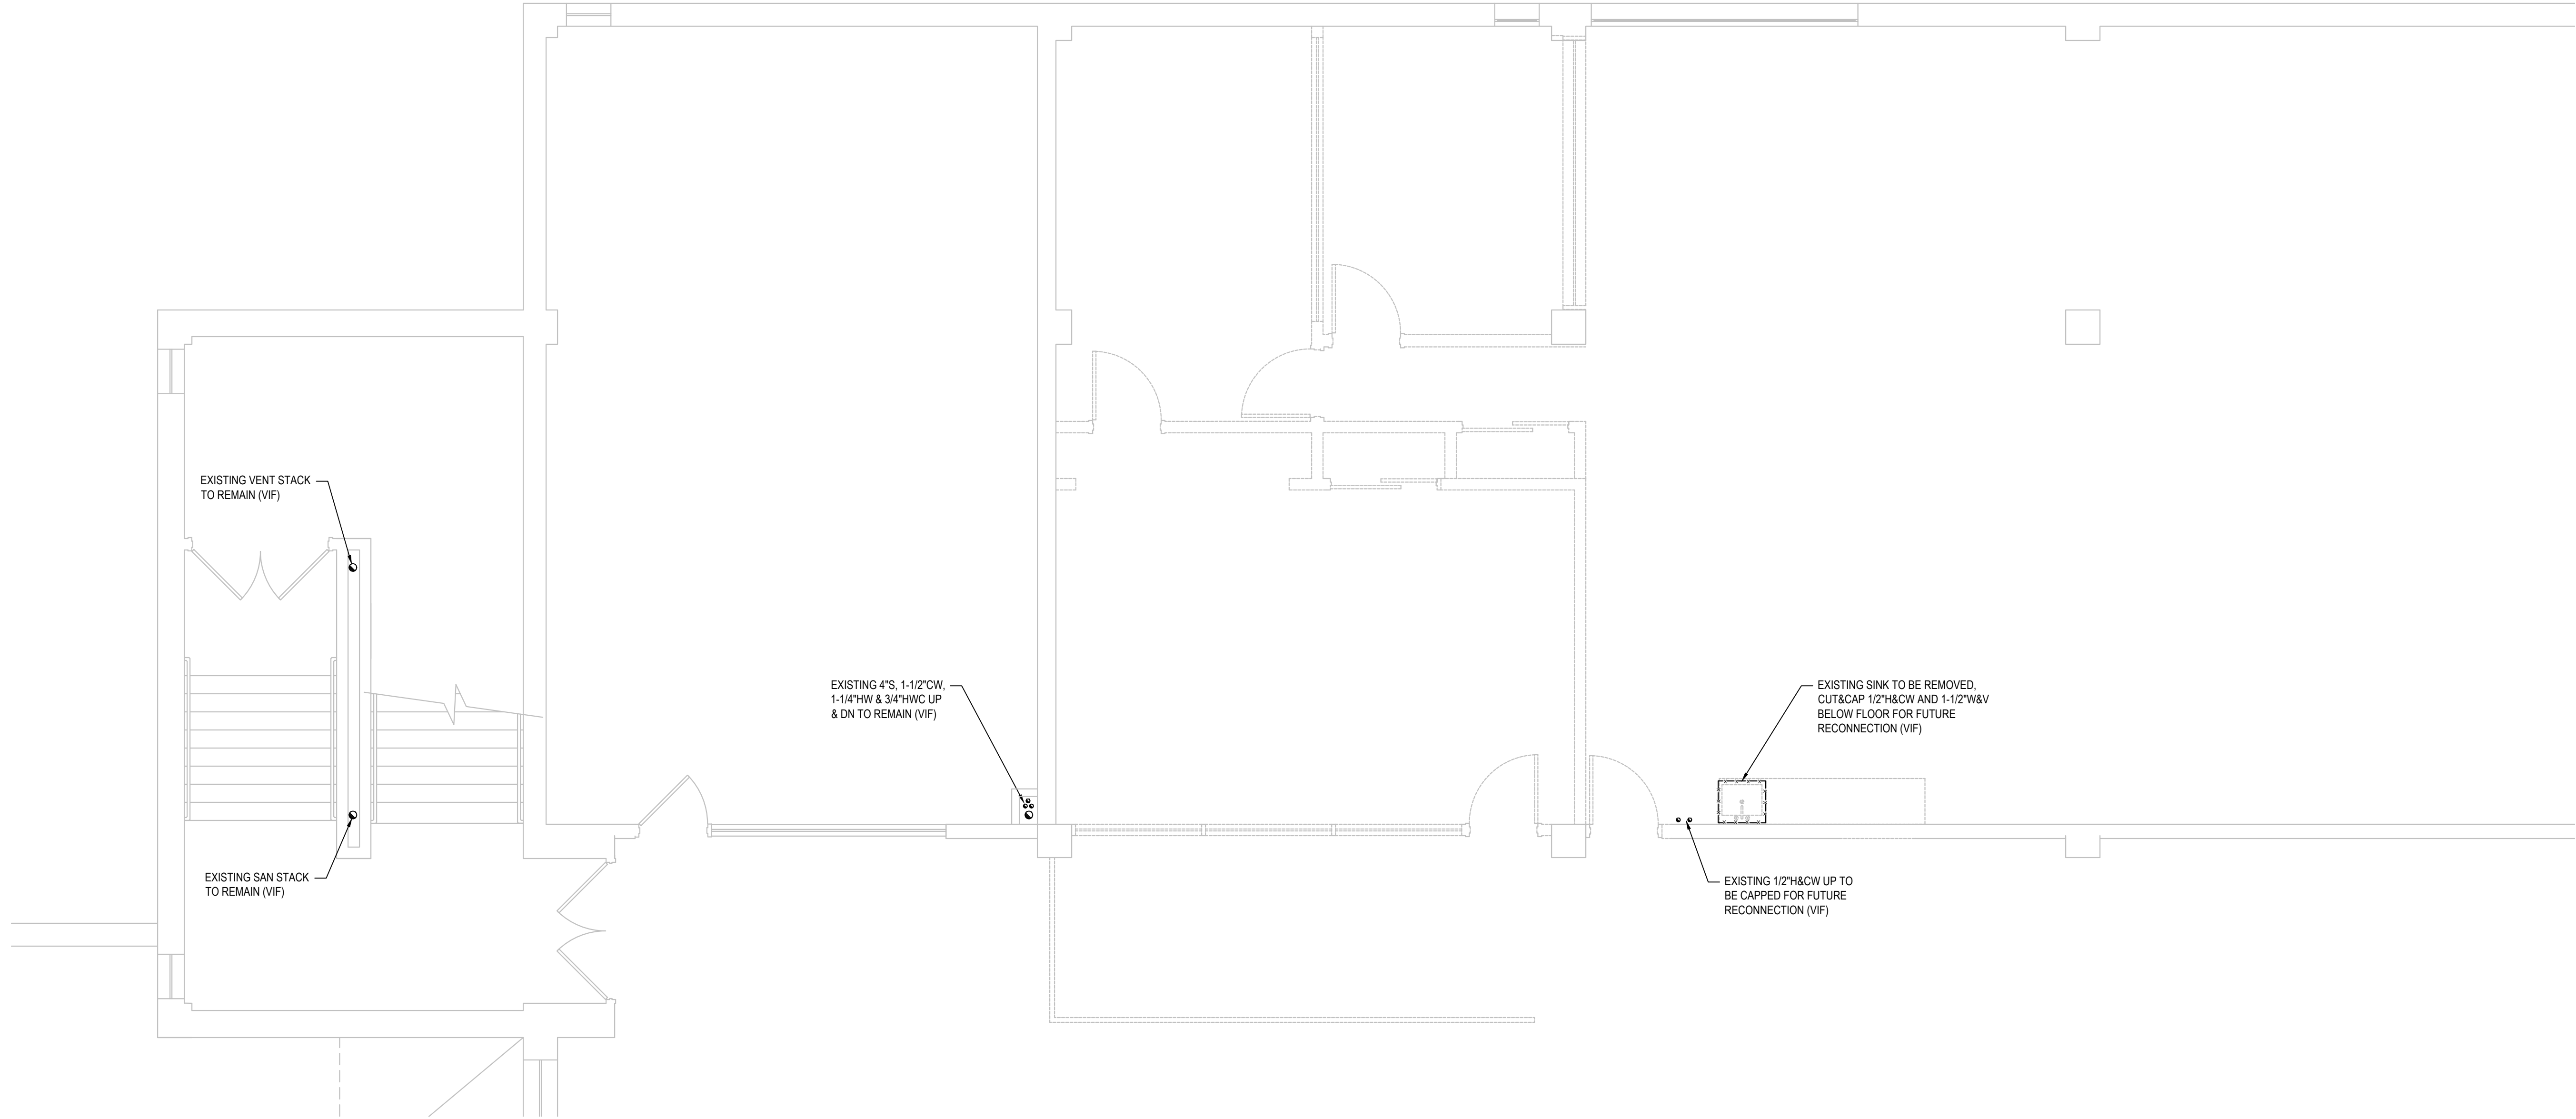 EXISTING VENT STACK
TO REMAIN (VIF)
EXISTING 4"S, 1-1/2"CW,
1-1/4"HW & 3/4"HWC UP
& DN TO REMAIN (VIF)
EXISTING SINK TO BE REMOVED,
CUT&CAP 1/2"H&CW AND 1-1/2"W&V
BELOW FLOOR FOR FUTURE
RECONNECTION (VIF)
EXISTING SAN STACK
TO REMAIN (VIF)
EXISTING 1/2"H&CW UP TO
BE CAPPED FOR FUTURE
RECONNECTION (VIF)